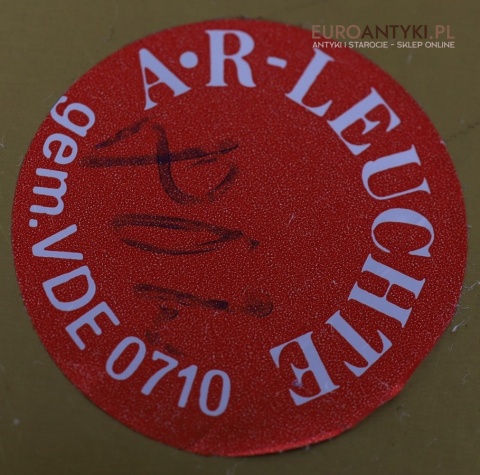 EUROANTYKI.PL
ANTYKI I STAROCIE - SKLEP ONLINE
A·R-LEUCHTE
gem. VDE 0710